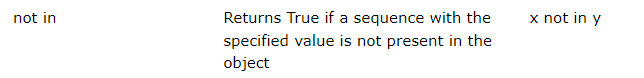 not in Returns True if a sequence with the x not in y
specified value is not present in the
object